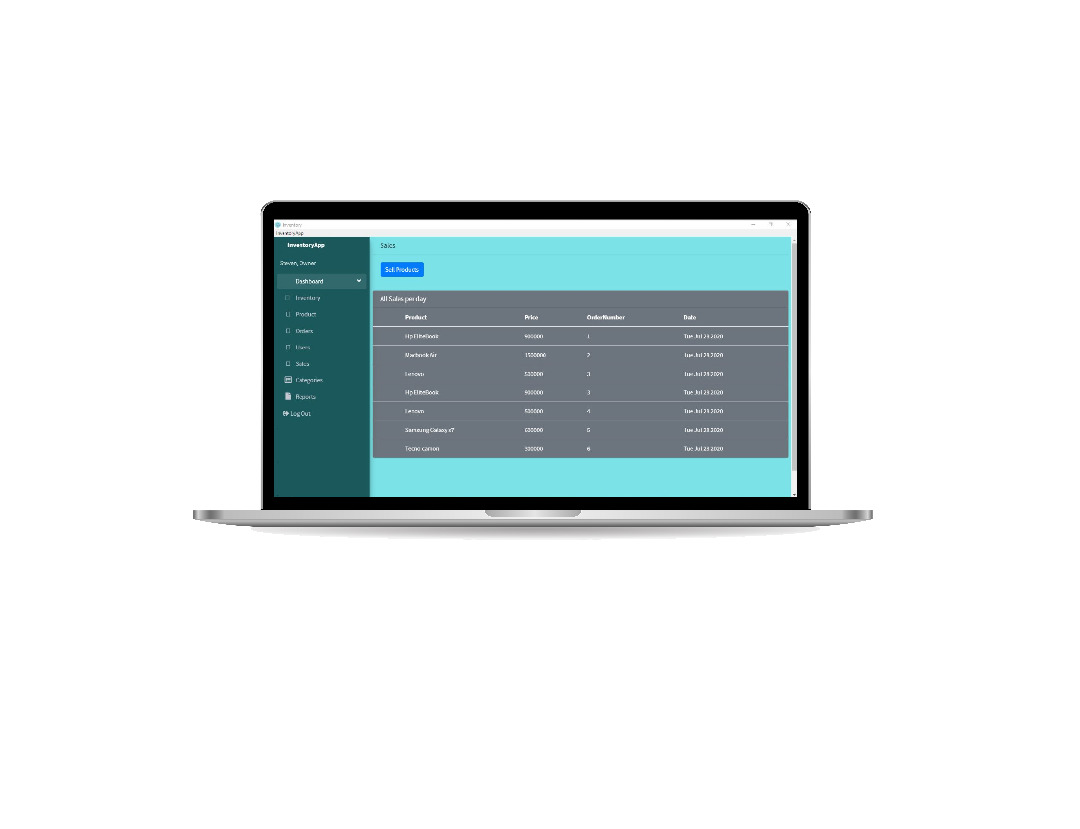 Inventory
InventoryApp
InventoryApp
Steven, Owner
Dashboard
Inventory
Product
Orders
Users
Sales
Categories
Reports
Log Out
Sales
Sell Products
All Sales per day
Product Price OrderNumber Date
Hp EliteBook 900000 1 Tue Jul 28 2020
Macbook Air 1500000 2 Tue Jul 28 2020
Lenovo 500000 3 Tue Jul 28 2020
Hp EliteBook 900000 3 Tue Jul 28 2020
Lenovo 500000 4 Tue Jul 28 2020
Samsung Galaxy x7 600000 5 Tue Jul 28 2020
Tecno camon 300000 6 Tue Jul 28 2020